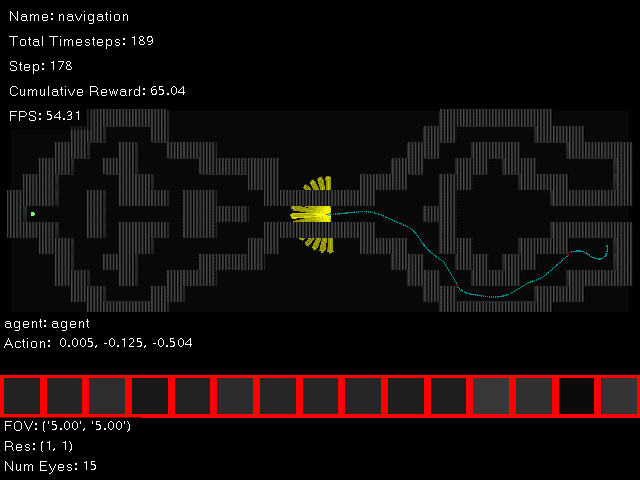 Name: navigation
Total Timesteps: 189
Step: 178
Cumulative Reward: 65.04
FPS: 54.31
agent: agent
Action: 0.005, -0.125, -0.504
FOV: ('5.00', '5.00')
Res: (1, 1)
Num Eyes: 15